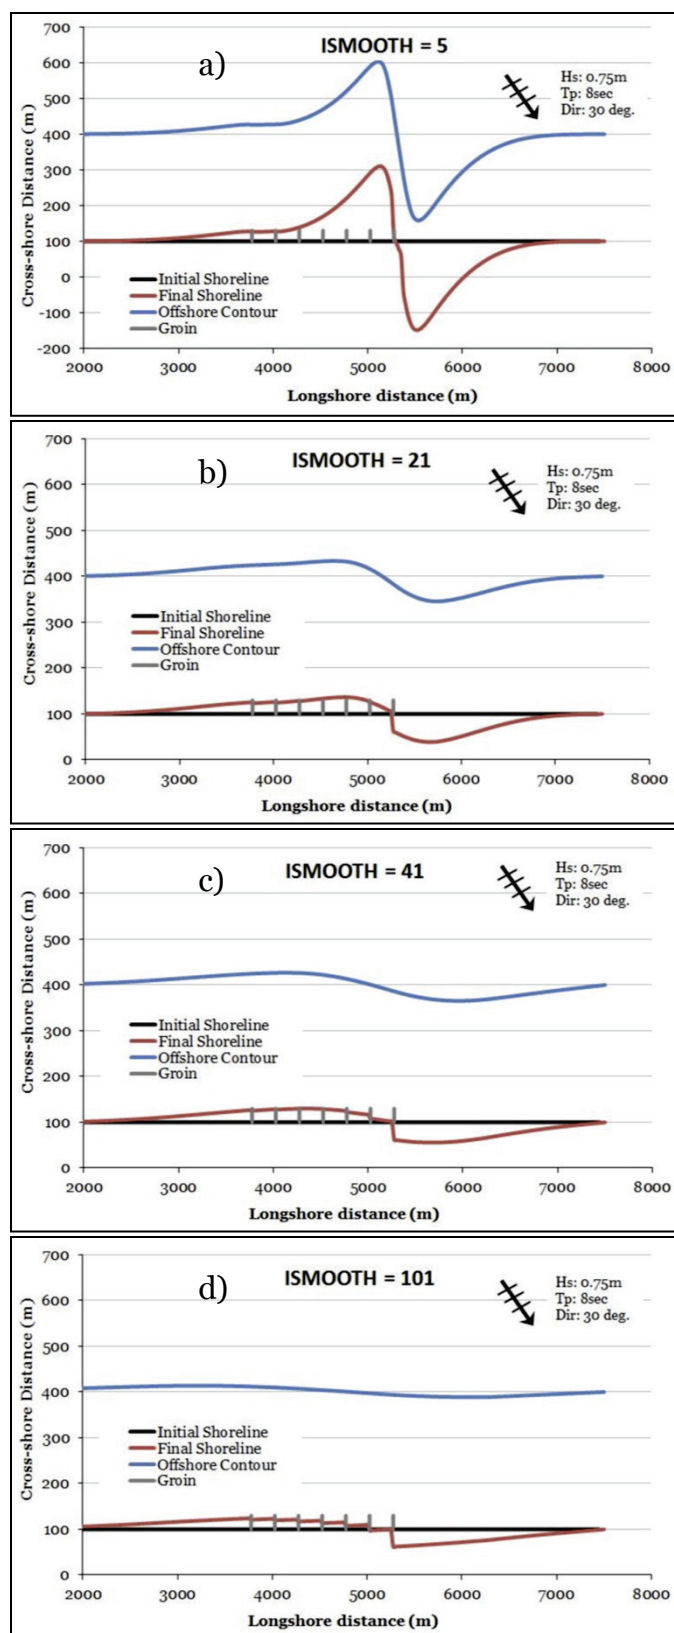 a)
ISMOOTH = 5
Hs: 0.75m
Tp: 8sec
Dir: 30 deg.
Cross-shore Distance (m)
700
600
500
400
300
200
100
0
-100
-200
Initial Shoreline
Final Shoreline
Offshore Contour
Groin
2000 3000 4000 5000 6000 7000 8000
Longshore distance (m)
b)
ISMOOTH = 21
Hs: 0.75m
Tp: 8sec
Dir: 30 deg.
Cross-shore Distance (m)
700
600
500
400
300
200
100
0
Initial Shoreline
Final Shoreline
Offshore Contour
Groin
2000 3000 4000 5000 6000 7000 8000
Longshore distance (m)
c)
ISMOOTH = 41
Hs: 0.75m
Tp: 8sec
Dir: 30 deg.
Cross-shore Distance (m)
700
600
500
400
300
200
100
0
Initial Shoreline
Final Shoreline
Offshore Contour
Groin
2000 3000 4000 5000 6000 7000 8000
Longshore distance (m)
d)
ISMOOTH = 101
Hs: 0.75m
Tp: 8sec
Dir: 30 deg.
Cross-shore Distance (m)
700
600
500
400
300
200
100
0
Initial Shoreline
Final Shoreline
Offshore Contour
Groin
2000 3000 4000 5000 6000 7000 8000
Longshore distance (m)